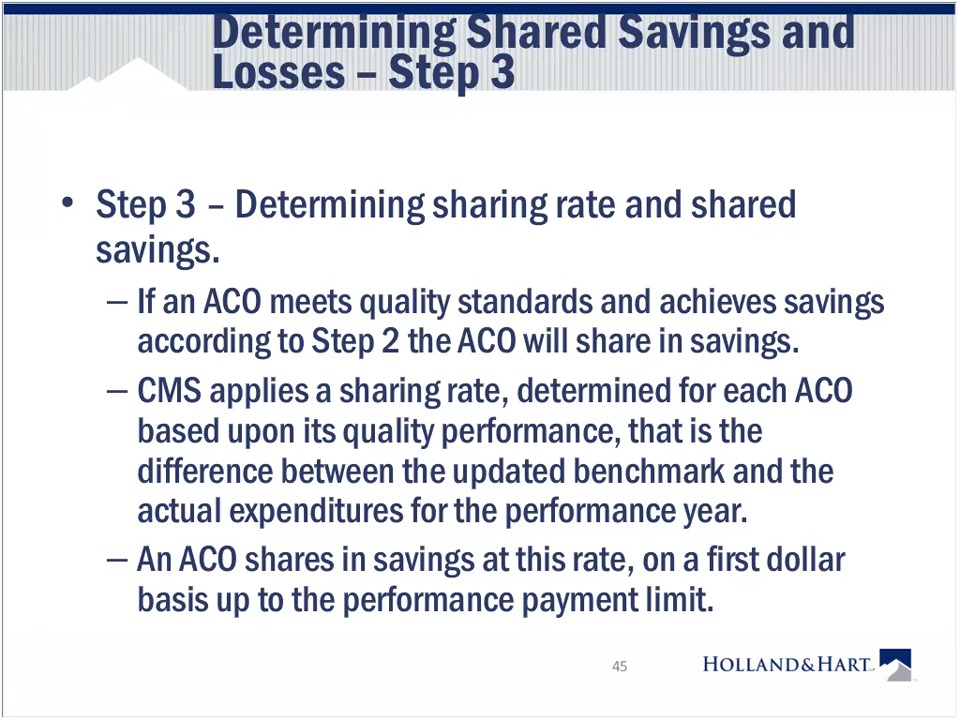 Determining Shared Savings and
Losses – Step 3
• Step 3 – Determining sharing rate and shared
savings.
– If an ACO meets quality standards and achieves savings
according to Step 2 the ACO will share in savings.
– CMS applies a sharing rate, determined for each ACO
based upon its quality performance, that is the
difference between the updated benchmark and the
actual expenditures for the performance year.
– An ACO shares in savings at this rate, on a first dollar
basis up to the performance payment limit.
45
HOLLAND&HART